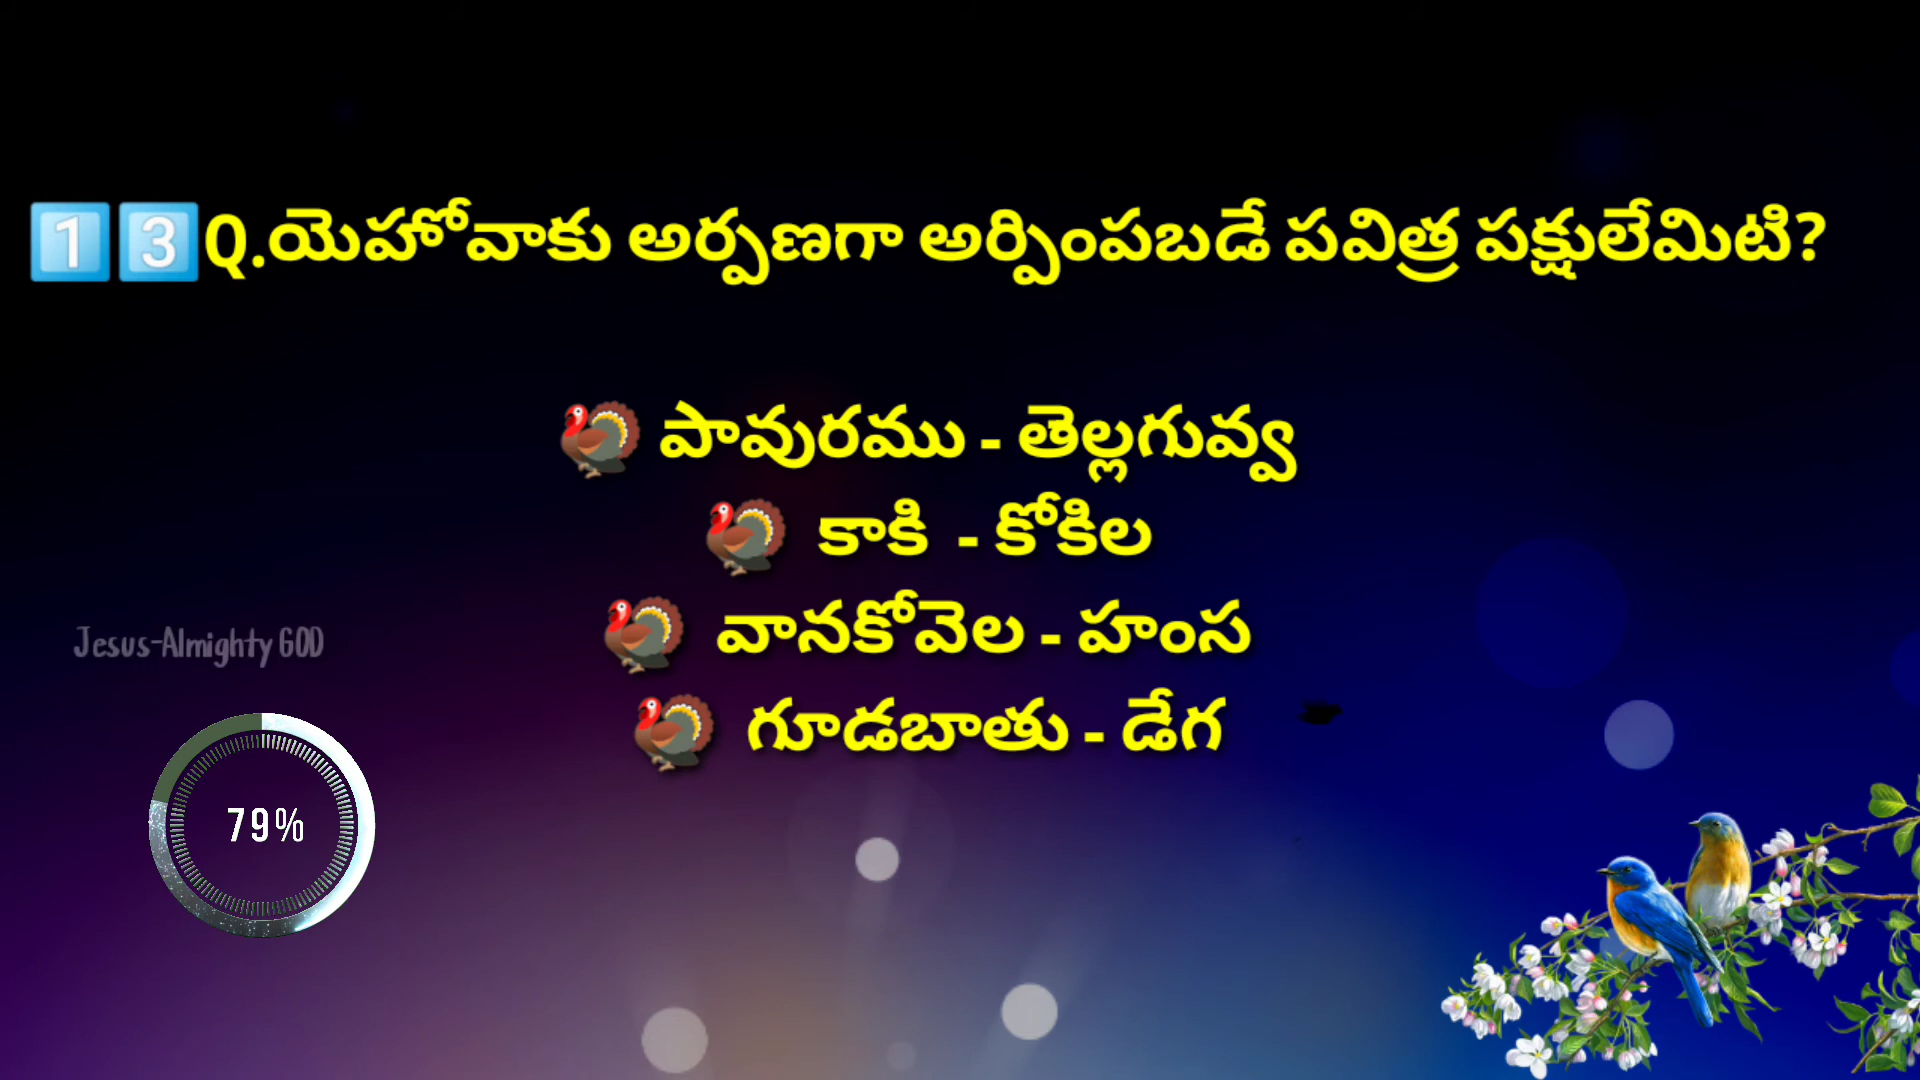 13Q.యెహోవాకు అర్పణగా అర్పింపబడే పవిత్ర పక్షులేమిటి?
పావురము - తెల్లగువ్వ
కాకి - కోకిల
వానకోవెల - హంస
గూడబాతు - డేగ
Jesus-Almighty GOD
79%